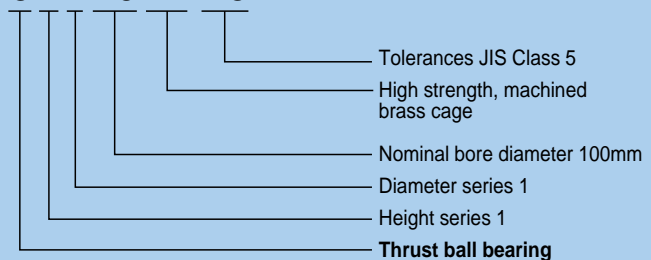 Tolerances JIS Class 5
High strength, machined
brass cage
Nominal bore diameter 100mm
Diameter series 1
Height series 1
Thrust ball bearing